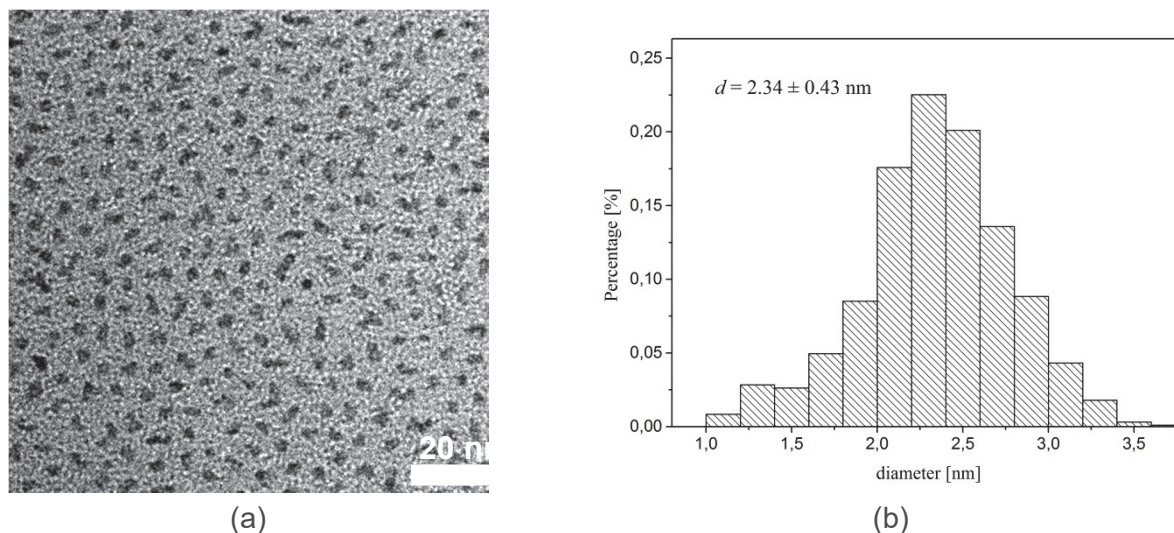 20 n
(a)
d = 2.34 ± 0.43 nm
Percentage [%]
0,25
0,20
0,15
0,10
0,05
0,00
1,0 1,5 2,0 2,5 3,0 3,5
diameter [nm]
(b)